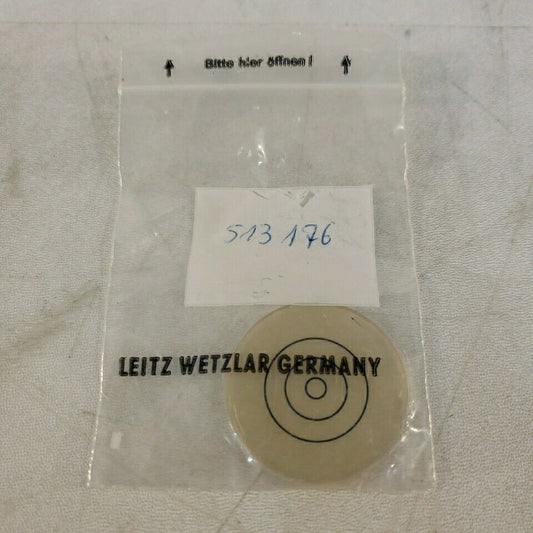 Bitte hier öffnen!
513 176
LEITZ WETZLAR GERMANY